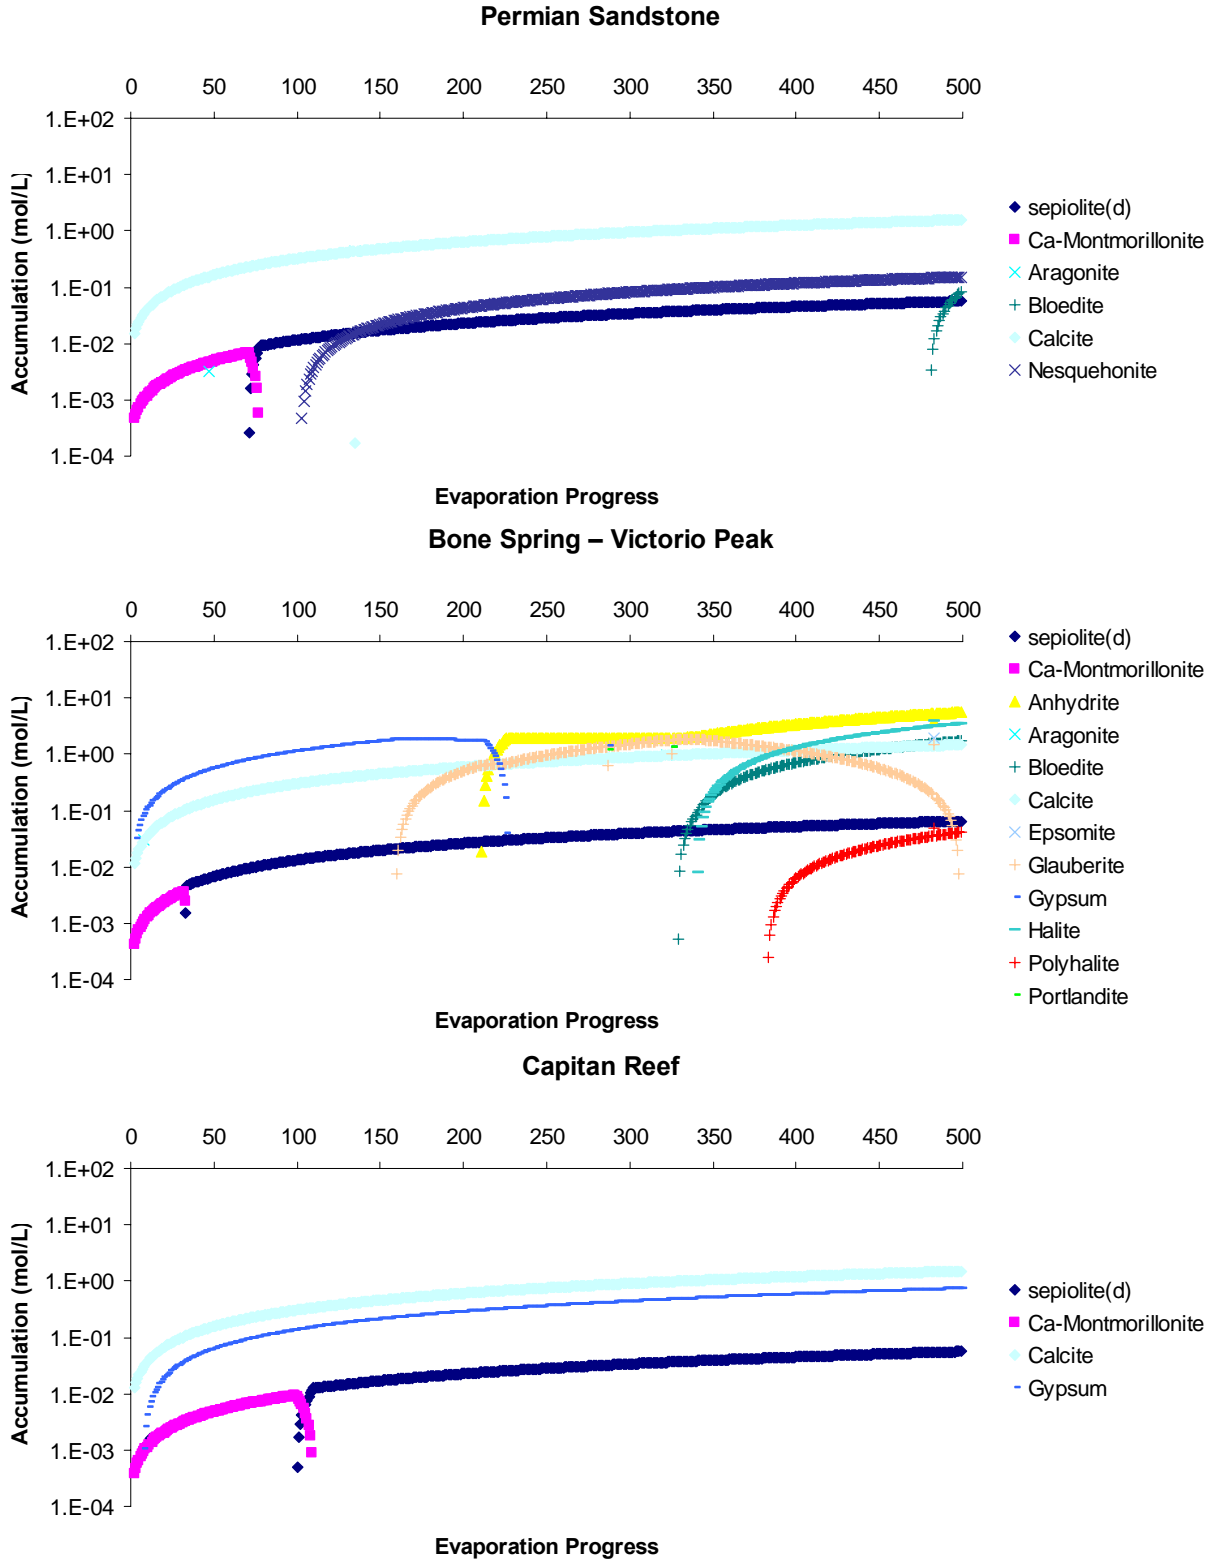 Permian Sandstone
0 50 100 150 200 250 300 350 400 450 500
1.E+02
1.E+01
1.E+00
1.E-01
1.E-02
1.E-03
1.E-04
Accumulation (mol/L)
Evaporation Progress
sepiolite(d)
Ca-Montmorillonite
Aragonite
Bloedite
Calcite
Nesquehonite
Bone Spring – Victorio Peak
0 50 100 150 200 250 300 350 400 450 500
1.E+02
1.E+01
1.E+00
1.E-01
1.E-02
1.E-03
1.E-04
Accumulation (mol/L)
Evaporation Progress
sepiolite(d)
Ca-Montmorillonite
Anhydrite
Aragonite
Bloedite
Calcite
Epsomite
Glauberite
Gypsum
Halite
Polyhalite
Portlandite
Capitan Reef
0 50 100 150 200 250 300 350 400 450 500
1.E+02
1.E+01
1.E+00
1.E-01
1.E-02
1.E-03
1.E-04
Accumulation (mol/L)
Evaporation Progress
sepiolite(d)
Ca-Montmorillonite
Calcite
Gypsum